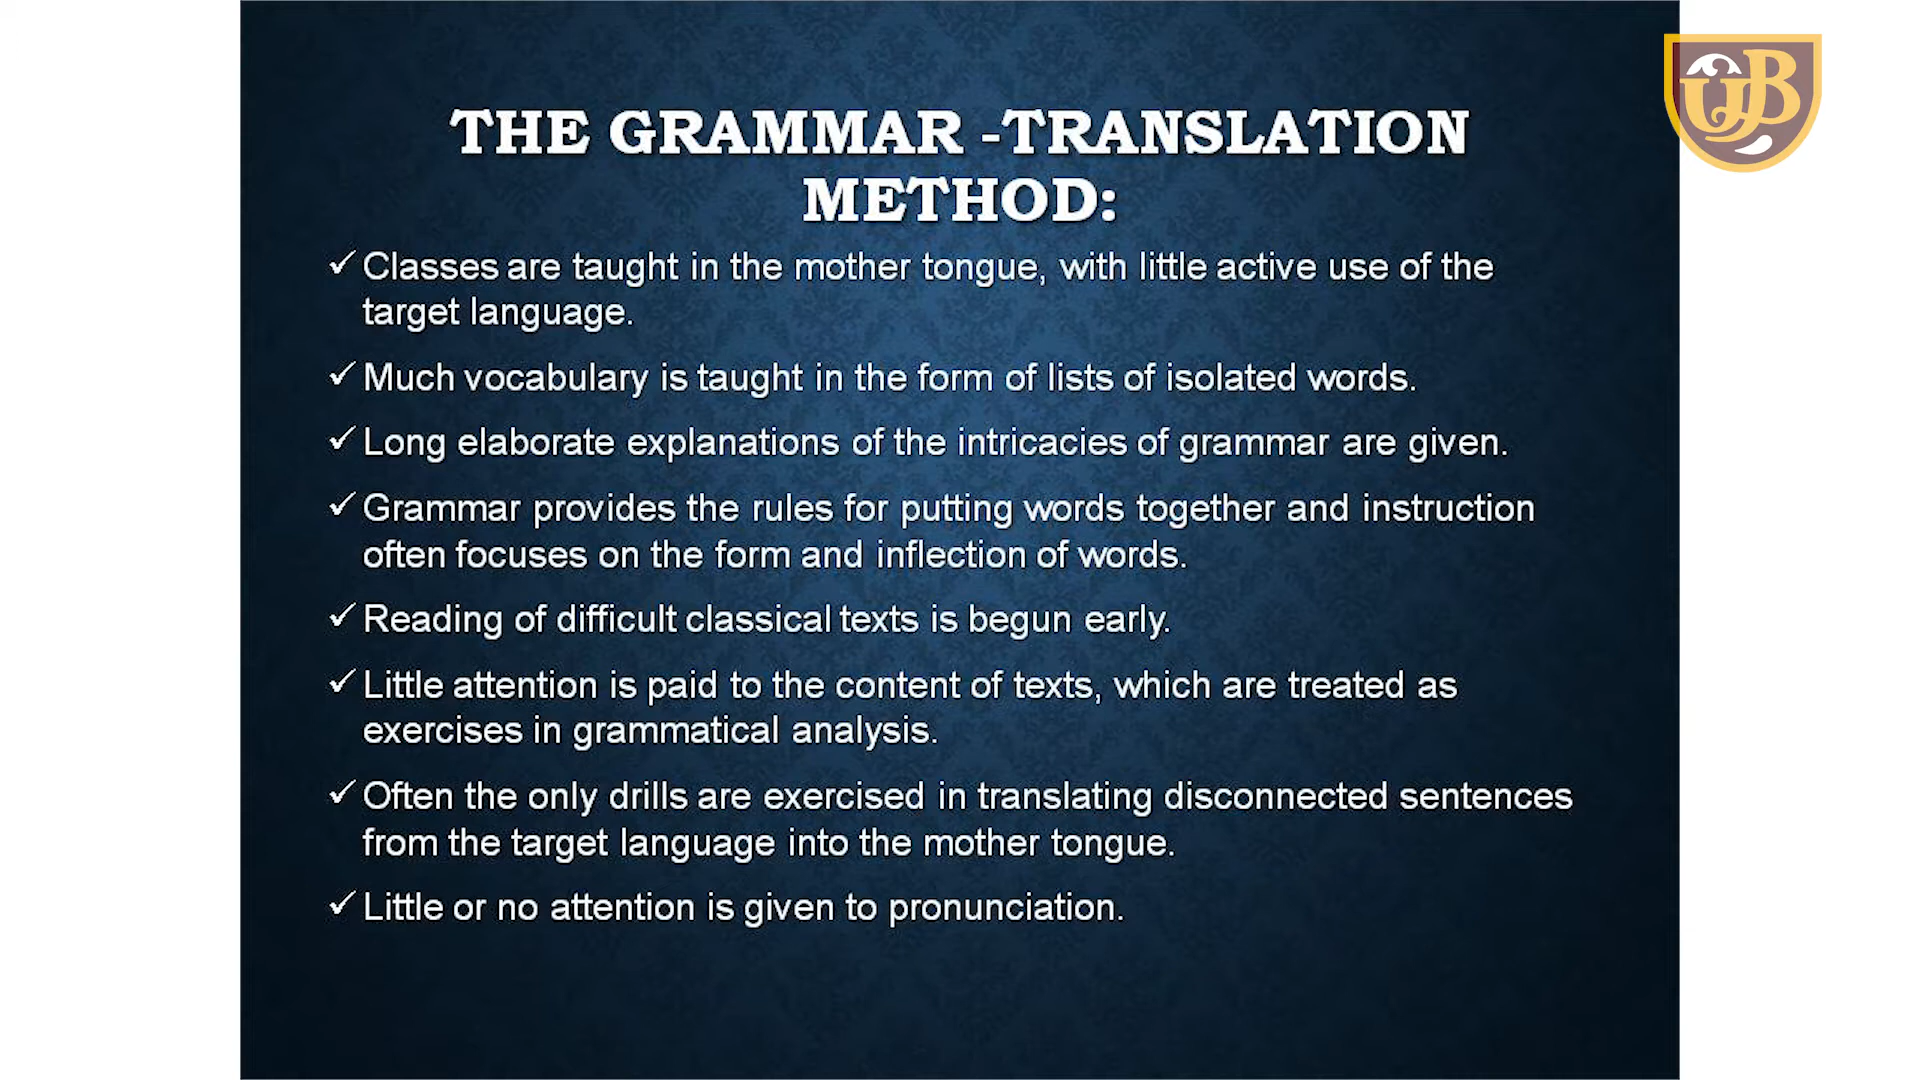 THE GRAMMAR -TRANSLATION
METHOD:
✓ Classes are taught in the mother tongue, with little active use of the
target language.
✓ Much vocabulary is taught in the form of lists of isolated words.
✓ Long elaborate explanations of the intricacies of grammar are given.
✓ Grammar provides the rules for putting words together and instruction
often focuses on the form and inflection of words.
✓ Reading of difficult classical texts is begun early.
✓ Little attention is paid to the content of texts, which are treated as
exercises in grammatical analysis.
✓ Often the only drills are exercised in translating disconnected sentences
from the target language into the mother tongue.
✓ Little or no attention is given to pronunciation.